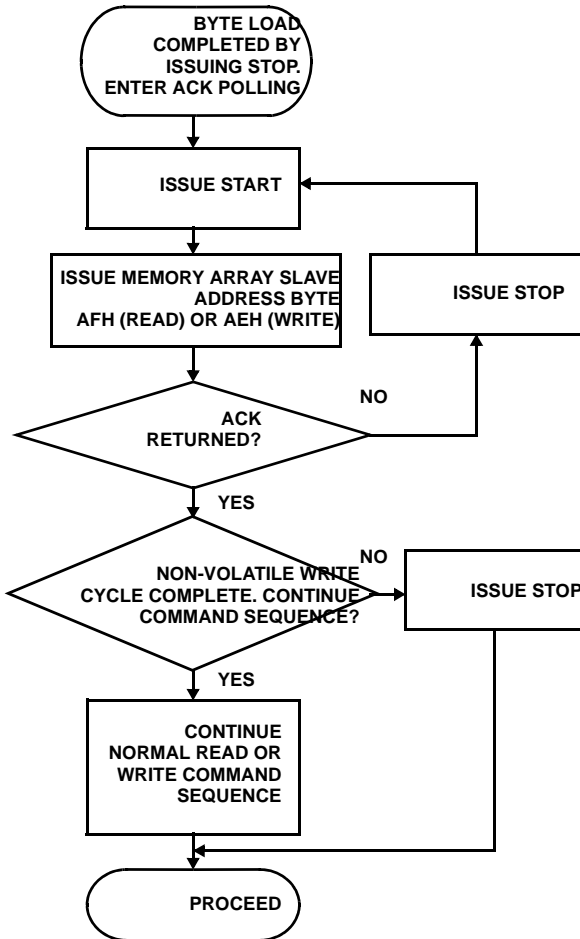 BYTE LOAD
COMPLETED BY
ISSUING STOP.
ENTER ACK POLLING
ISSUE START
ISSUE MEMORY ARRAY SLAVE
ADDRESS BYTE
AFH (READ) OR AEH (WRITE)
ISSUE STOP
NO
ACK
RETURNED?
YES
NO
NON-VOLATILE WRITE
CYCLE COMPLETE. CONTINUE
COMMAND SEQUENCE?
ISSUE STOP
YES
CONTINUE
NORMAL READ OR
WRITE COMMAND
SEQUENCE
PROCEED